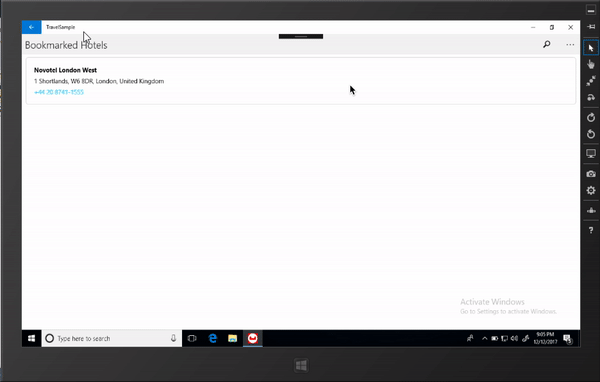 TravelSample
Bookmarked Hotels
Novotel London West
1 Shortlands, W6 8DR, London, United Kingdom
+44 20 8741-1555
Activate Windows
Go to Settings to activate Windows.
Type here to search
9:05 PM
12/12/2017